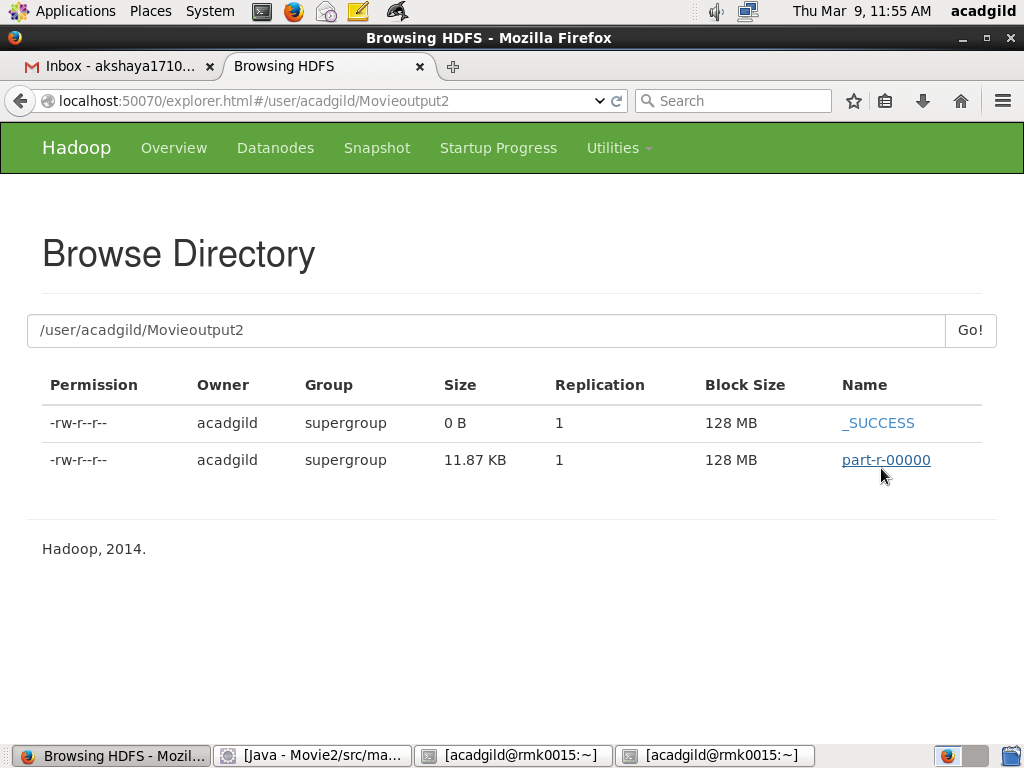 Applications Places System Thu Mar 9, 11:55 AM acadgild
Browsing HDFS - Mozilla Firefox
Inbox - akshaya1710... Browsing HDFS
localhost:50070/explorer.html#/user/acadgild/Movieoutput2 Search
Hadoop Overview Datanodes Snapshot Startup Progress Utilities
Browse Directory
/user/acadgild/Movieoutput2 Go!
Permission Owner Group Size Replication Block Size Name
-rw-r--r-- acadgild supergroup 0 B 1 128 MB _SUCCESS
-rw-r--r-- acadgild supergroup 11.87 KB 1 128 MB part-r-00000
Hadoop, 2014.
Browsing HDFS - Mozil... [Java - Movie2/src/ma... [acadgild@rmk0015:~] [acadgild@rmk0015:~]